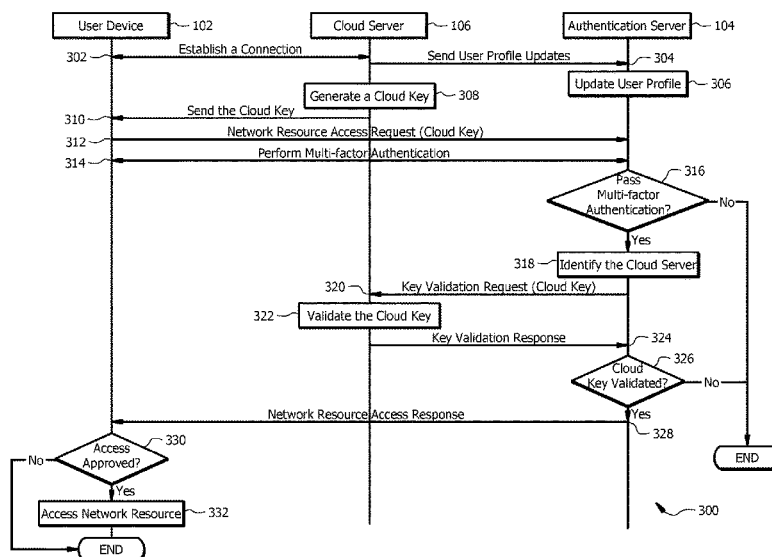 User Device
102
Cloud Server
106
Authentication Server
104
302
Establish a Connection
Send User Profile Updates
304
Generate a Cloud Key
308
Update User Profile
306
310
Send the Cloud Key
312
Network Resource Access Request (Cloud Key)
314
Perform Multi-factor Authentication
316
Pass
Multi-factor
Authentication?
No
Yes
318
Identify the Cloud Server
320
Key Validation Request (Cloud Key)
322
Validate the Cloud Key
Key Validation Response
324
326
Cloud
Key Validated?
No
Yes
Network Resource Access Response
328
330
Access
Approved?
No
Yes
END
Access Network Resource
332
300
END